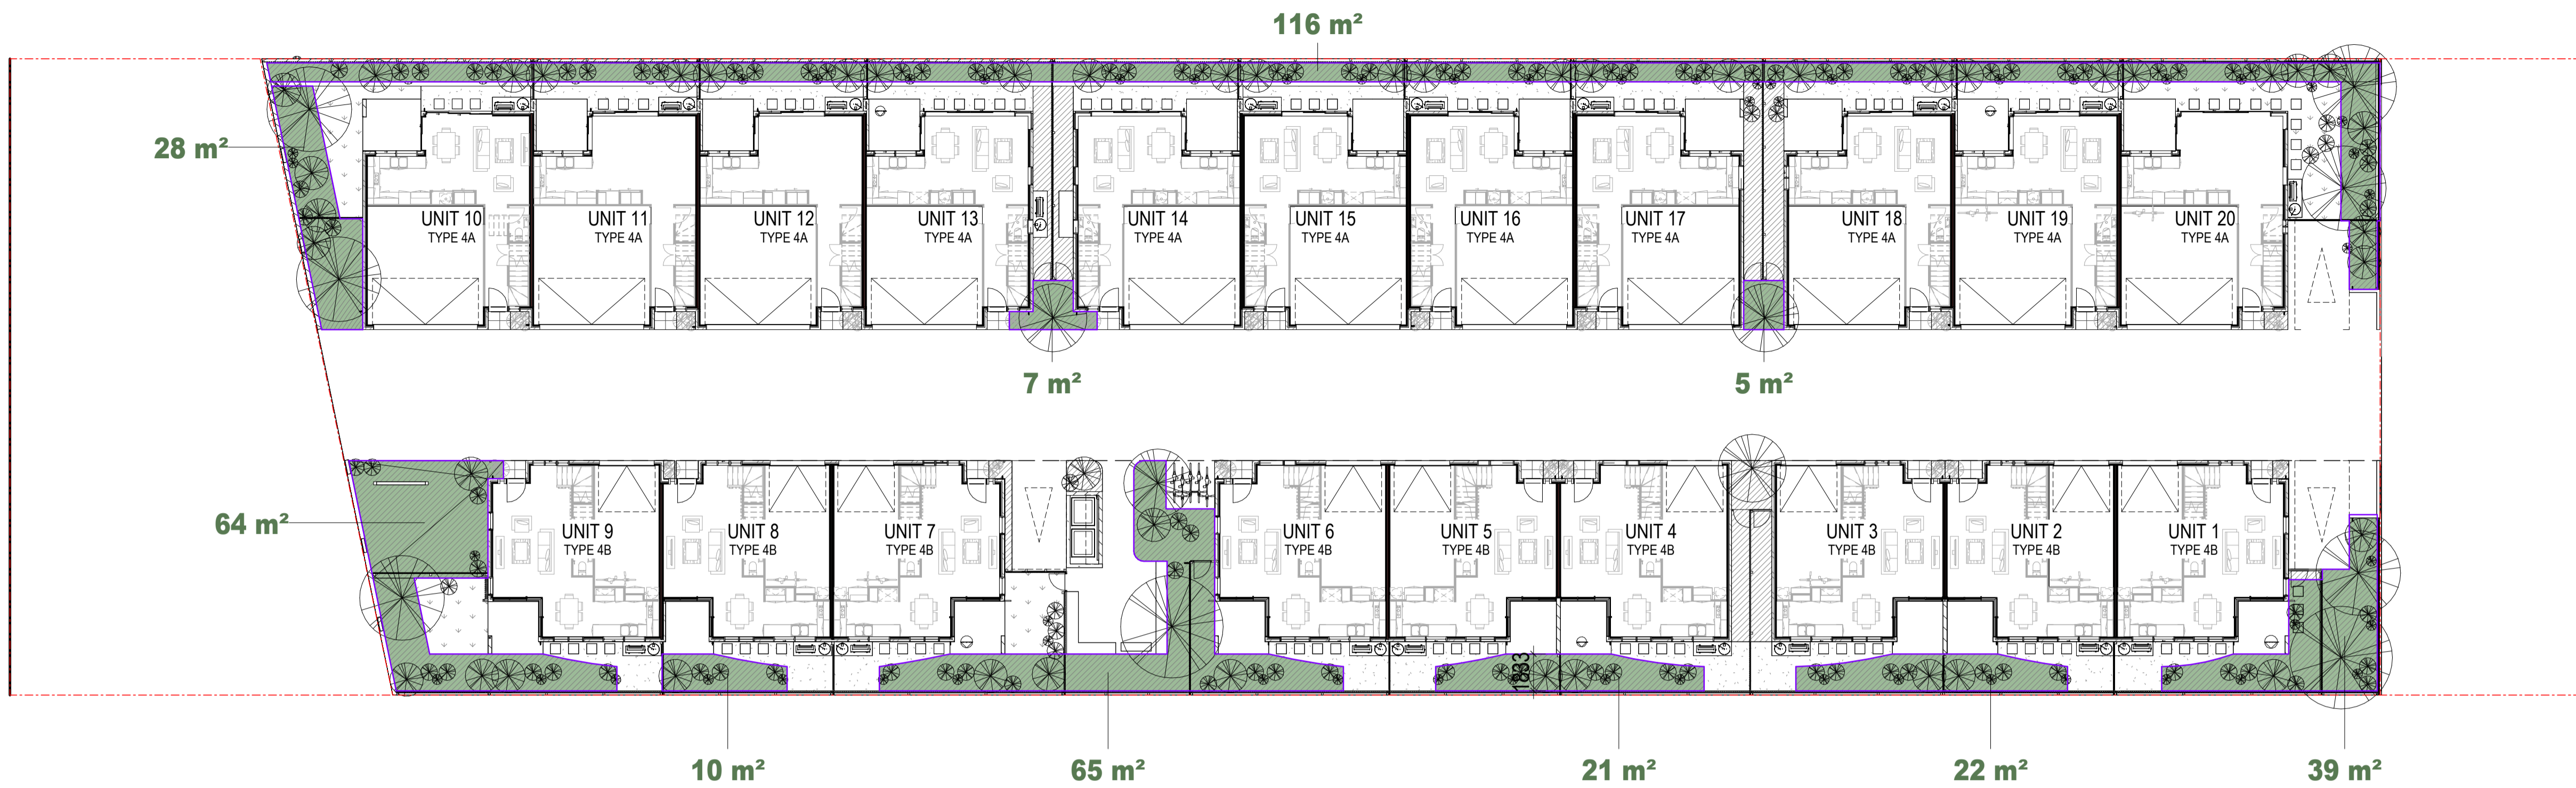 116 m²
28 m²
UNIT 10
TYPE 4A
UNIT 11
TYPE 4A
UNIT 12
TYPE 4A
UNIT 13
TYPE 4A
UNIT 14
TYPE 4A
UNIT 15
TYPE 4A
UNIT 16
TYPE 4A
UNIT 17
TYPE 4A
UNIT 18
TYPE 4A
UNIT 19
TYPE 4A
UNIT 20
TYPE 4A
7 m²
5 m²
64 m²
UNIT 9
TYPE 4B
UNIT 8
TYPE 4B
UNIT 7
TYPE 4B
UNIT 6
TYPE 4B
UNIT 5
TYPE 4B
UNIT 4
TYPE 4B
UNIT 3
TYPE 4B
UNIT 2
TYPE 4B
UNIT 1
TYPE 4B
1833
10 m²
65 m²
21 m²
22 m²
39 m²